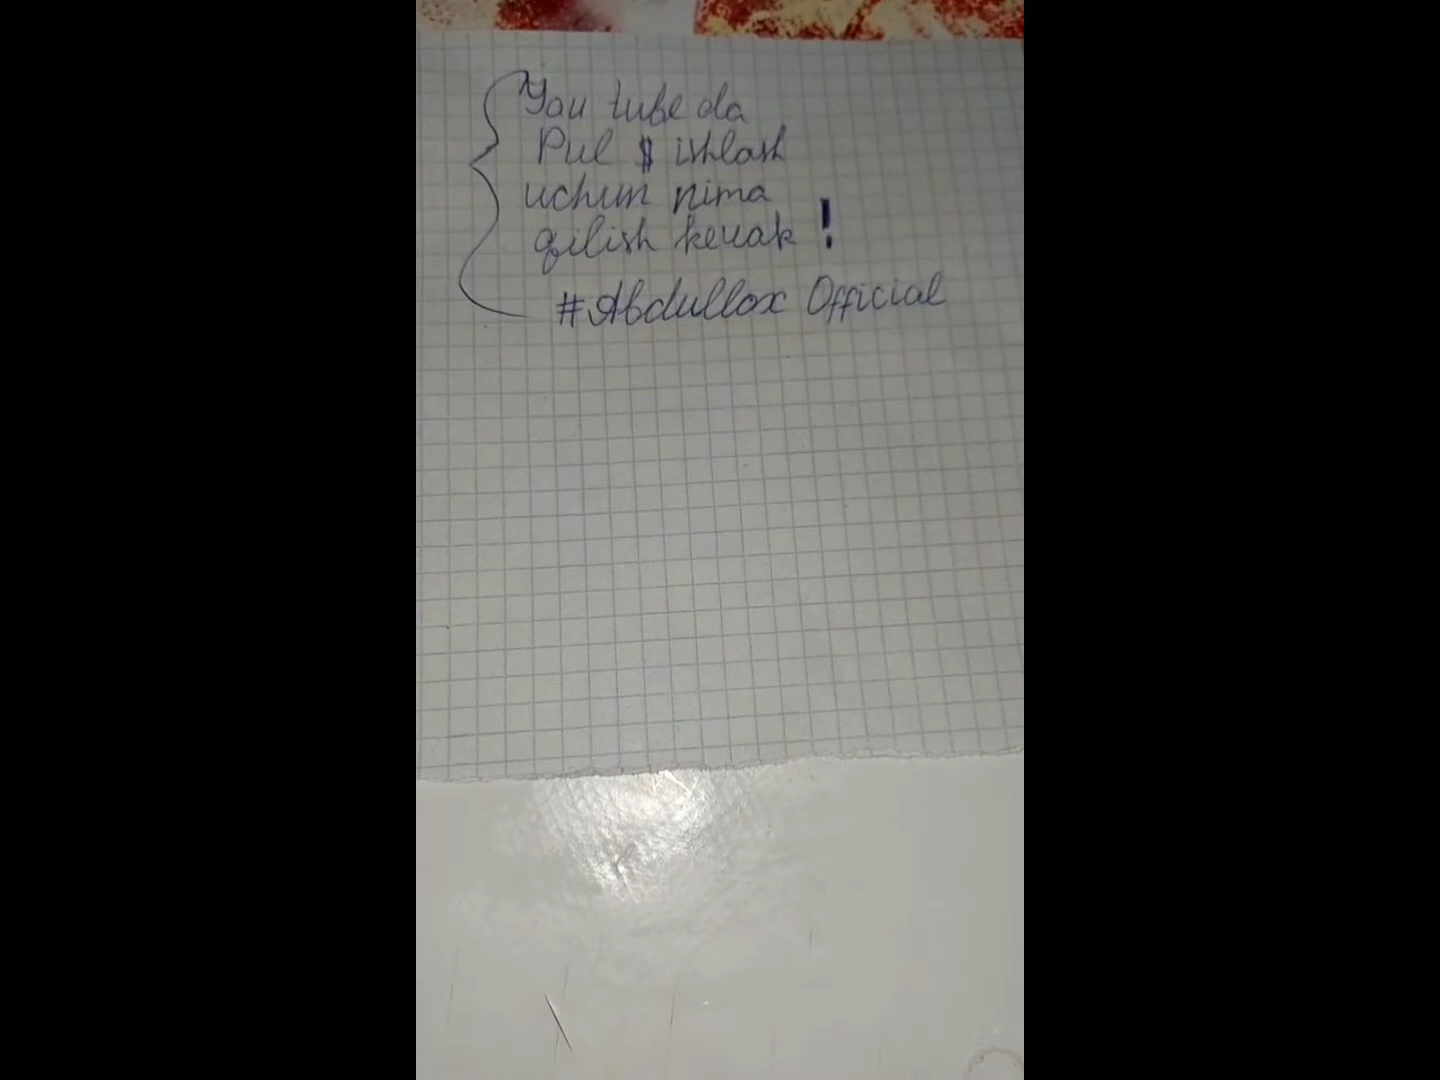 You tube da
Pul $ ishlash
uchun nima
qilish kerak !
#Abdullox Official